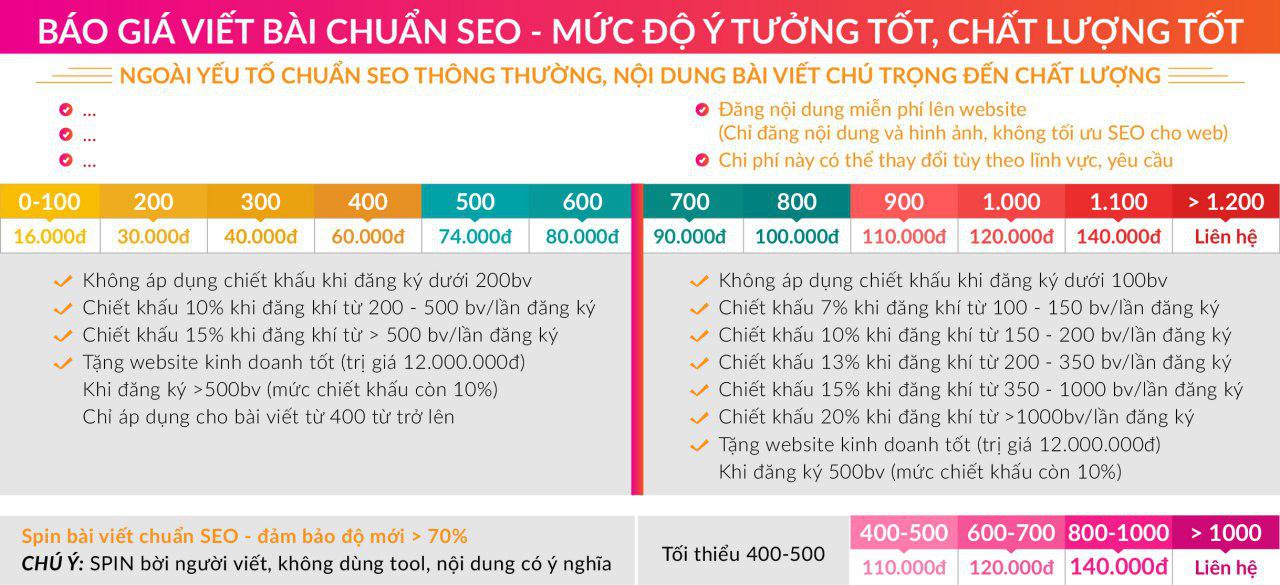 BÁO GIÁ VIẾT BÀI CHUẨN SEO - MỨC ĐỘ Ý TƯỞNG TỐT, CHẤT LƯỢNG TỐT
NGOÀI YẾU TỐ CHUẨN SEO THÔNG THƯỜNG, NỘI DUNG BÀI VIẾT CHÚ TRỌNG ĐẾN CHẤT LƯỢNG
...
...
...
Đăng nội dung miễn phí lên website
(Chỉ đăng nội dung và hình ảnh, không tối ưu SEO cho web)
Chi phí này có thể thay đổi tùy theo lĩnh vực, yêu cầu
0-100 200 300 400 500 600 700 800 900 1.000 1.100 > 1.200
16.000đ 30.000đ 40.000đ 60.000đ 74.000đ 80.000đ 90.000đ 100.000đ 110.000đ 120.000đ 140.000đ Liên hệ
Không áp dụng chiết khấu khi đăng ký dưới 200bv
Chiết khấu 10% khi đăng khí từ 200 - 500 bv/lần đăng ký
Chiết khấu 15% khi đăng khí từ > 500 bv/lần đăng ký
Tặng website kinh doanh tốt (trị giá 12.000.000đ)
Khi đăng ký >500bv (mức chiết khấu còn 10%)
Chỉ áp dụng cho bài viết từ 400 từ trở lên
Không áp dụng chiết khấu khi đăng ký dưới 100bv
Chiết khấu 7% khi đăng khí từ 100 - 150 bv/lần đăng ký
Chiết khấu 10% khi đăng khí từ 150 - 200 bv/lần đăng ký
Chiết khấu 13% khi đăng khí từ 200 - 350 bv/lần đăng ký
Chiết khấu 15% khi đăng khí từ 350 - 1000 bv/lần đăng ký
Chiết khấu 20% khi đăng khí từ >1000bv/lần đăng ký
Tặng website kinh doanh tốt (trị giá 12.000.000đ)
Khi đăng ký 500bv (mức chiết khấu còn 10%)
Spin bài viết chuẩn SEO - đảm bảo độ mới > 70%
CHÚ Ý: SPIN bời người viết, không dùng tool, nội dung có ý nghĩa
Tối thiểu 400-500
400-500 600-700 800-1000 > 1000
110.000đ 120.000đ 140.000đ Liên hệ